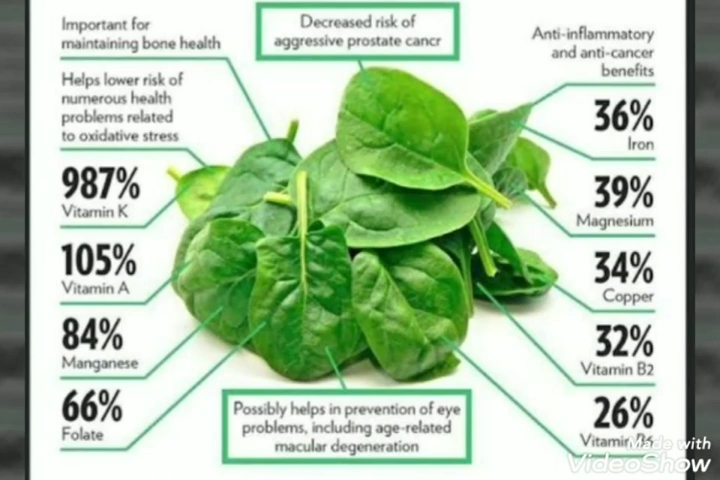 Important for
maintaining bone health
Helps lower risk of
numerous health
problems related
to oxidative stress
987%
Vitamin K
105%
Vitamin A
84%
Manganese
66%
Folate
Decreased risk of
aggressive prostate cancr
Possibly helps in prevention of eye
problems, including age-related
macular degeneration
Anti-inflammatory
and anti-cancer
benefits
36%
Iron
39%
Magnesium
34%
Copper
32%
Vitamin B2
26%
Vitamin B6
Made with
VideoShow